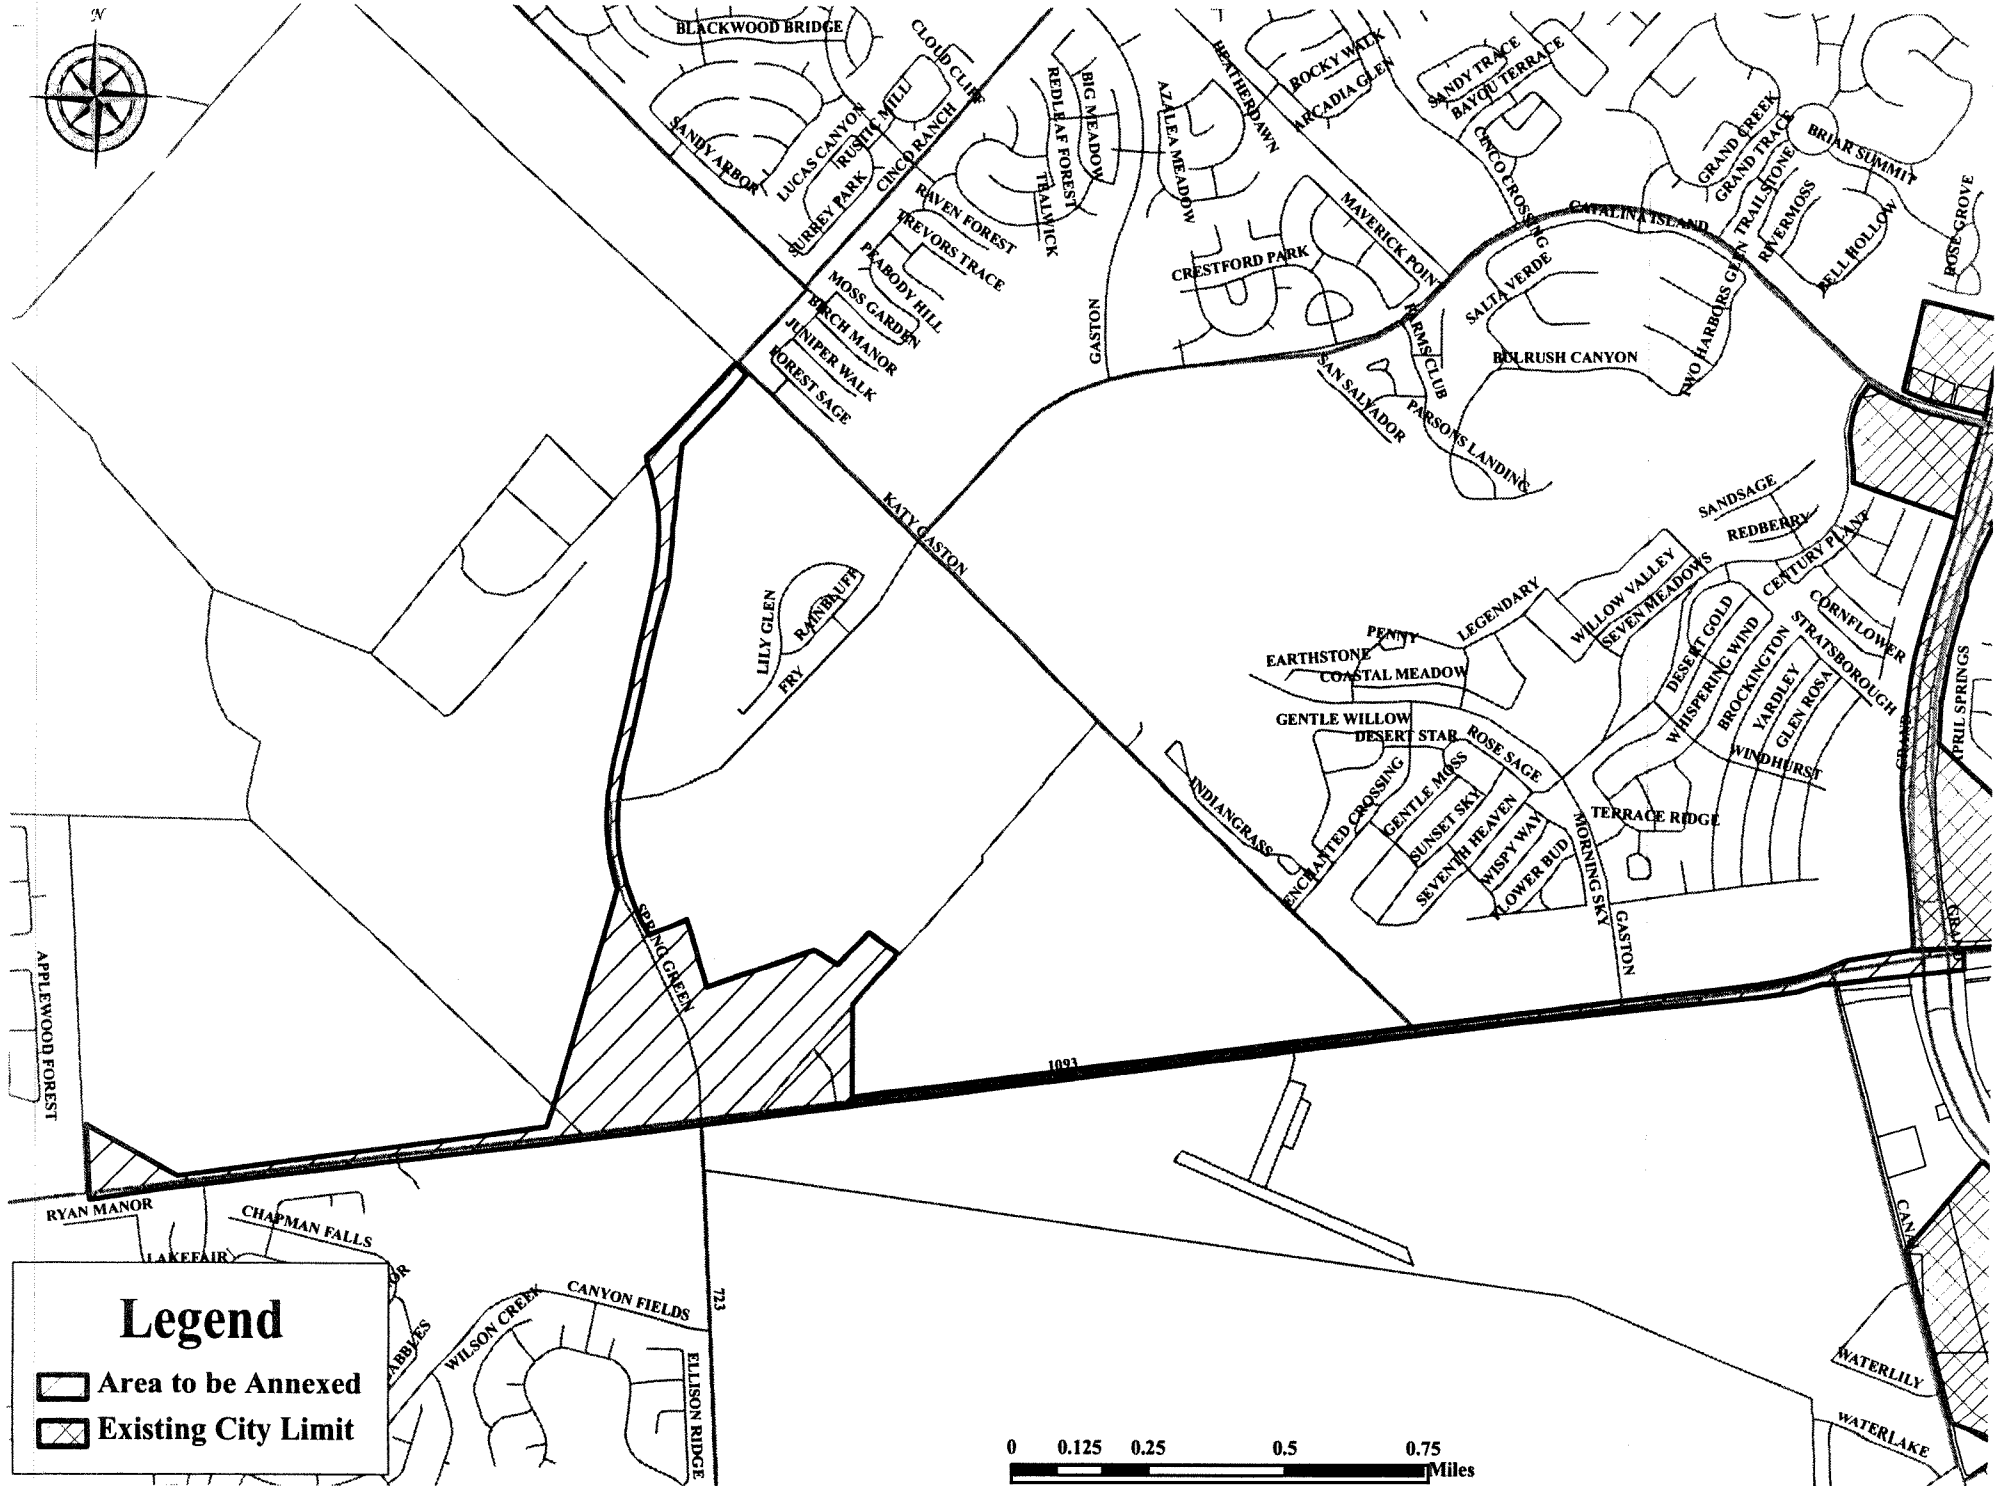 N
BLACKWOOD BRIDGE
CLOUD CLIFF
SANDY ARBOR
LUCAS CANYON
RUSTIC MILL
SURREY PARK
CINCO RANCH
REDLEAF FOREST
BIG MEADOW
TEALWICK
AZALEA MEADOW
HEATHERDAWN
ROCKY WALK
ARCADIA GLEN
SANDY TRACE
BAYOU TERRACE
CINCO CROSSING
GRAND CREEK
GRAND TRACE
TRAILSTONE
BRIAR SUMMIT
RIVERMOSS
BELL HOLLOW
ROSE GROVE
RAVEN FOREST
TREVORS TRACE
PEABODY HILL
MOSS GARDEN
BIRCH MANOR
JUNIPER WALK
FOREST SAGE
GASTON
CRESTFORD PARK
MAVERICK POINT
CATALINA ISLAND
SALTA VERDE
TWO HARBORS GLEN
FARMS CLUB
BULRUSH CANYON
SAN SALVADOR
PARSONS LANDING
KATY GASTON
SANDSAGE
REDBERRY
CENTURY PLANT
CORNFLOWER
STRATSBOROUGH
LILY GLEN
RAINBLUFF
FRY
PENNY
LEGENDARY
WILLOW VALLEY
SEVEN MEADOWS
EARTHSTONE
COASTAL MEADOW
DESERT GOLD
WHISPERING WIND
BROCKINGTON
YARDLEY
GLEN ROSA
WINDHURST
GENTLE WILLOW
DESERT STAR
ROSE SAGE
GRAND
APRIL SPRINGS
INDIANGRASS
ENCHANTED CROSSING
GENTLE MOSS
SUNSET SKY
SEVENTH HEAVEN
WISPY WAY
FLOWER BUD
MORNING SKY
TERRACE RIDGE
GASTON
SPRING GREEN
APPLEWOOD FOREST
1093
RYAN MANOR
CHAPMAN FALLS
LAKEFAIR
WILSON CREEK
CANYON FIELDS
723
ELLISON RIDGE
WATERLILY
WATERLAKE
Legend
Area to be Annexed
Existing City Limit
0 0.125 0.25 0.5 0.75
Miles